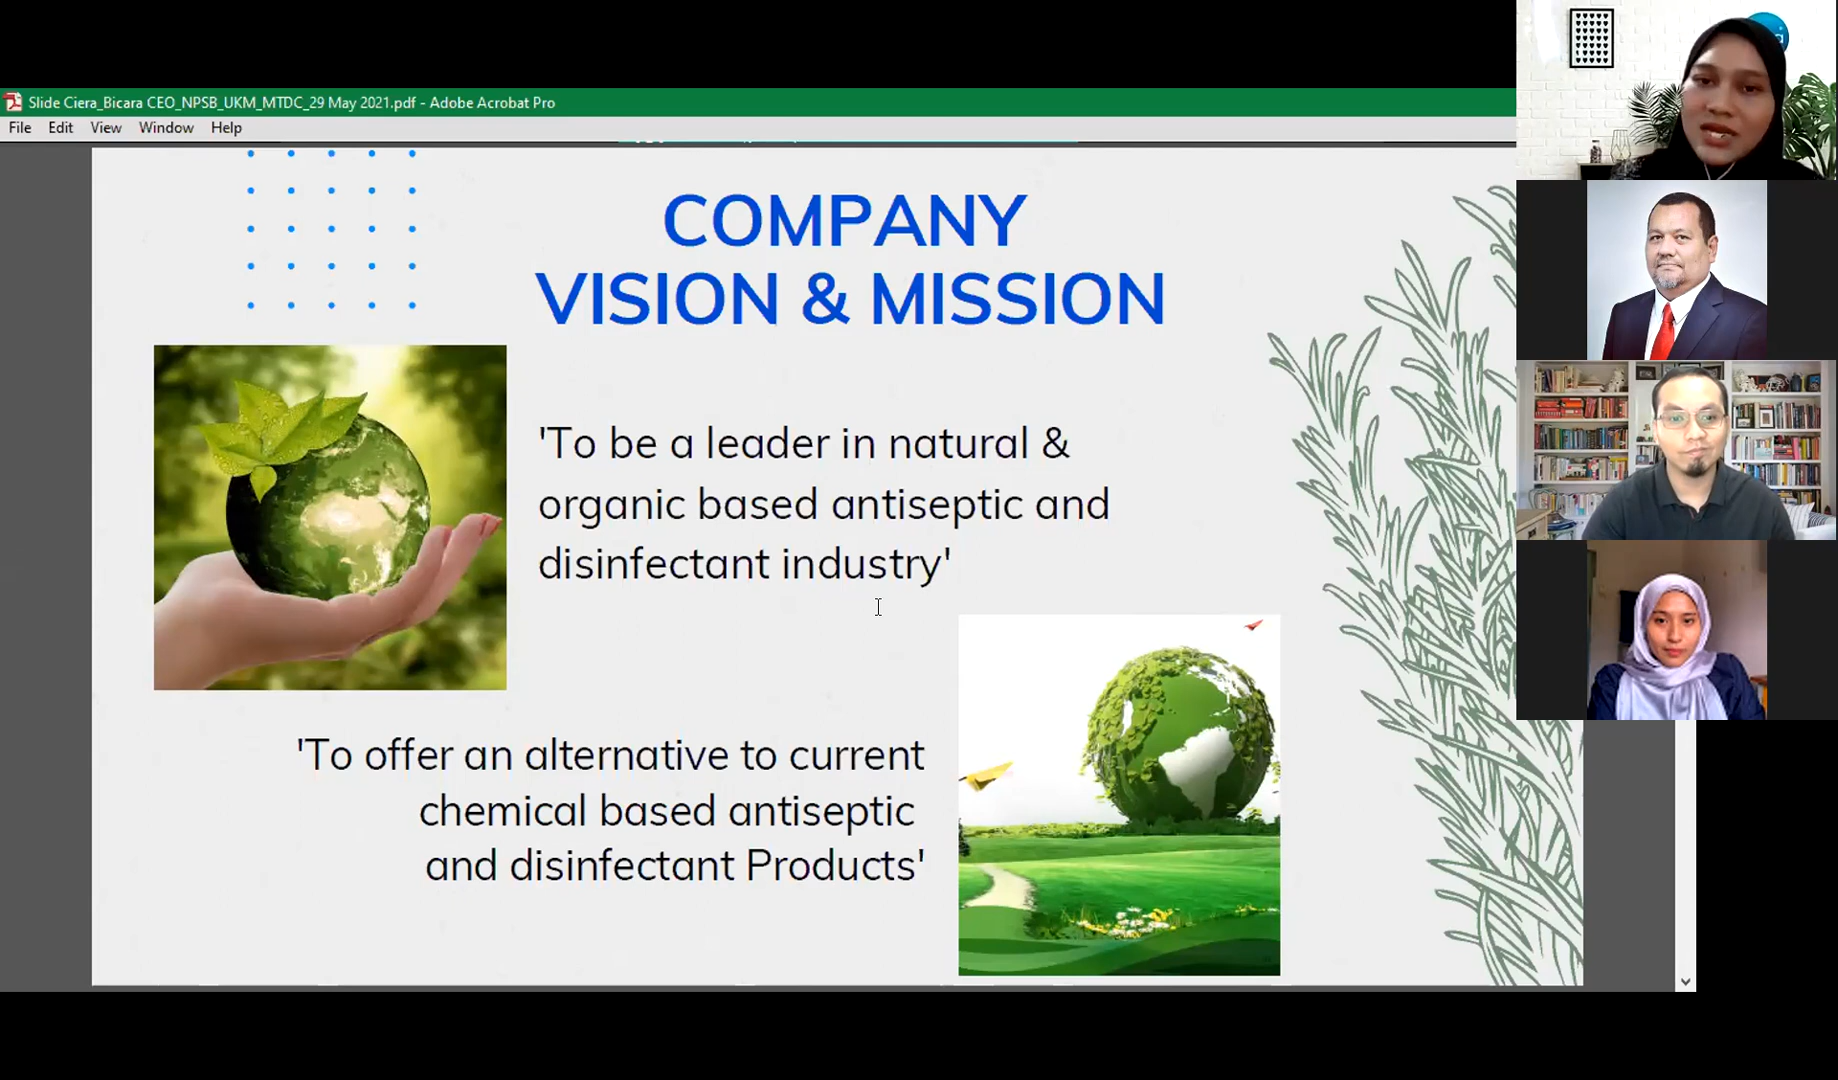 Slide Ciera_Bicara CEO_NPSB_UKM_MTDC_29 May 2021.pdf - Adobe Acrobat Pro
File Edit View Window Help
COMPANY
VISION & MISSION
'To be a leader in natural &
organic based antiseptic and
disinfectant industry'
'To offer an alternative to current
chemical based antiseptic
and disinfectant Products'